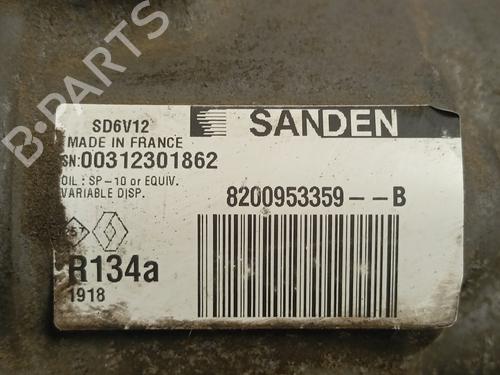 B-PARTS
SD6V12
MADE IN FRANCE
SN:00312301862
OIL : SP-10 or EQUIV.
VARIABLE DISP.
SANDEN
8200953359--B
R134a
1918